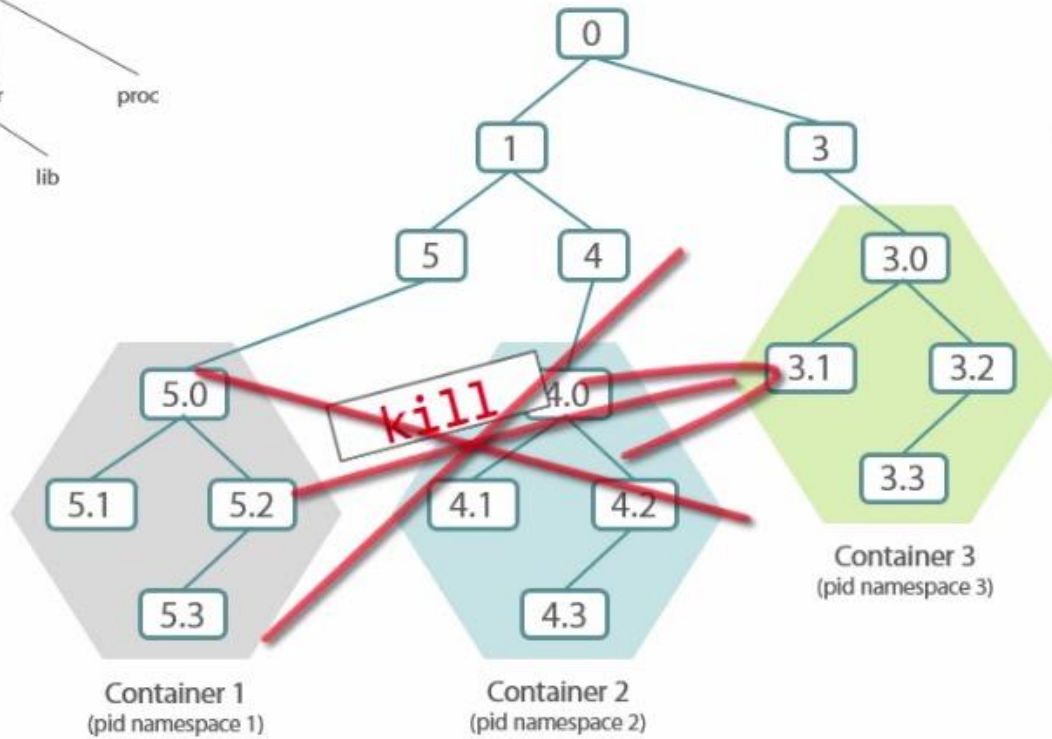 0
proc
r
1
3
lib
5
4
3.0
kill
3.1
3.2
5.0
4.0
3.3
5.1
5.2
4.1
4.2
Container 3
(pid namespace 3)
5.3
4.3
Container 1
(pid namespace 1)
Container 2
(pid namespace 2)